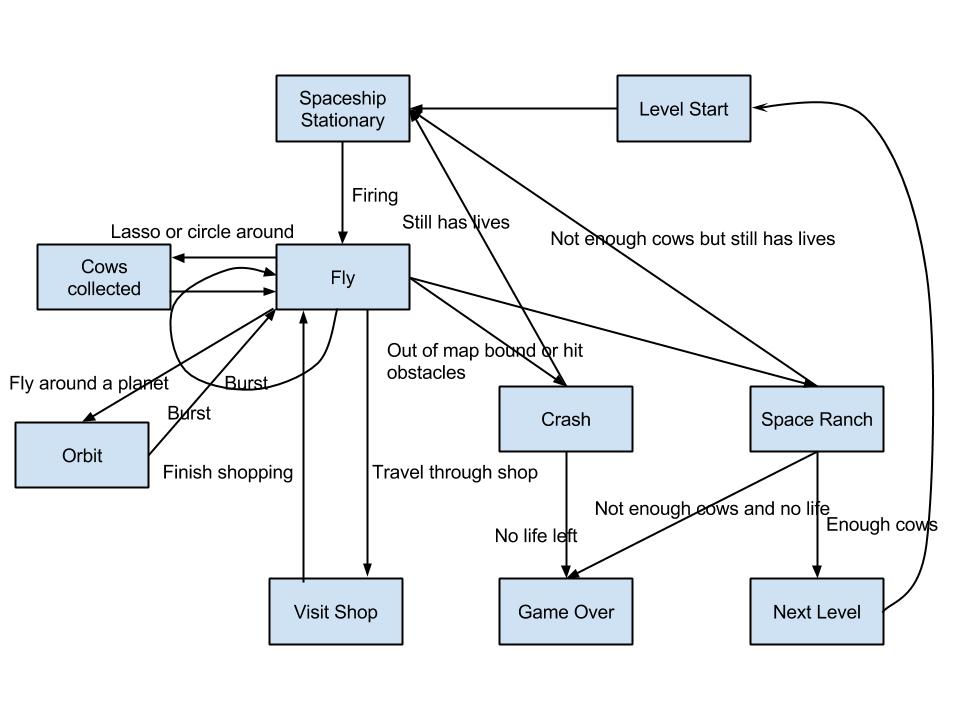 Spaceship
Stationary
Level Start
Firing
Still has lives
Lasso or circle around
Not enough cows but still has lives
Cows
collected
Fly
Out of map bound or hit
obstacles
Fly around a planet
Burst
Burst
Crash
Space Ranch
Orbit
Finish shopping
Travel through shop
Not enough cows and no life
Enough cows
No life left
Visit Shop
Game Over
Next Level